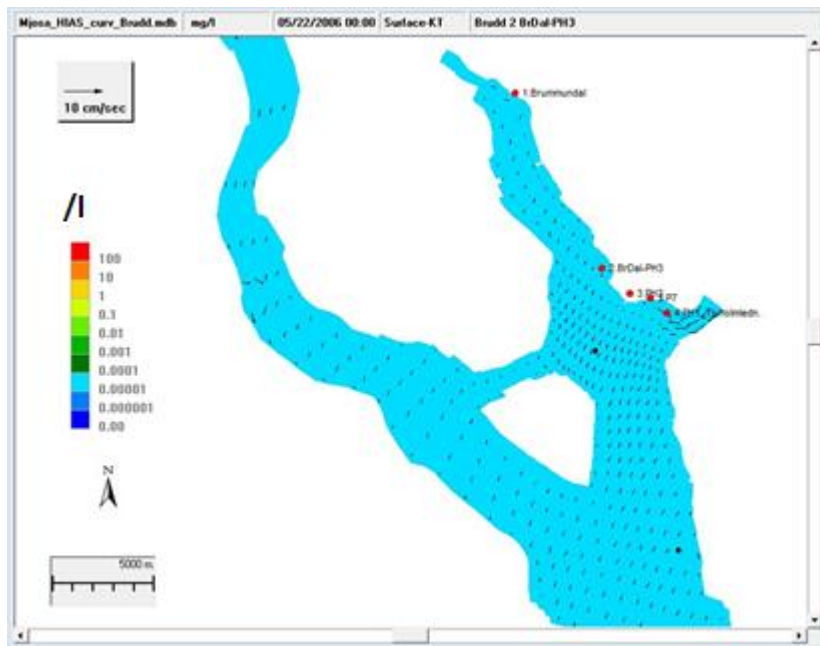 Mjosa_HIAS_curv_Brudd.mdb mg/l 05/22/2006 00:00 Surface-KT Brudd 2 BrDal-PH3
10 cm/sec
1.Brummundal
/l
100
10
1
0.1
0.01
0.001
0.0001
0.00001
0.000001
0.00
2.BrDal-PH3
N
5000 m